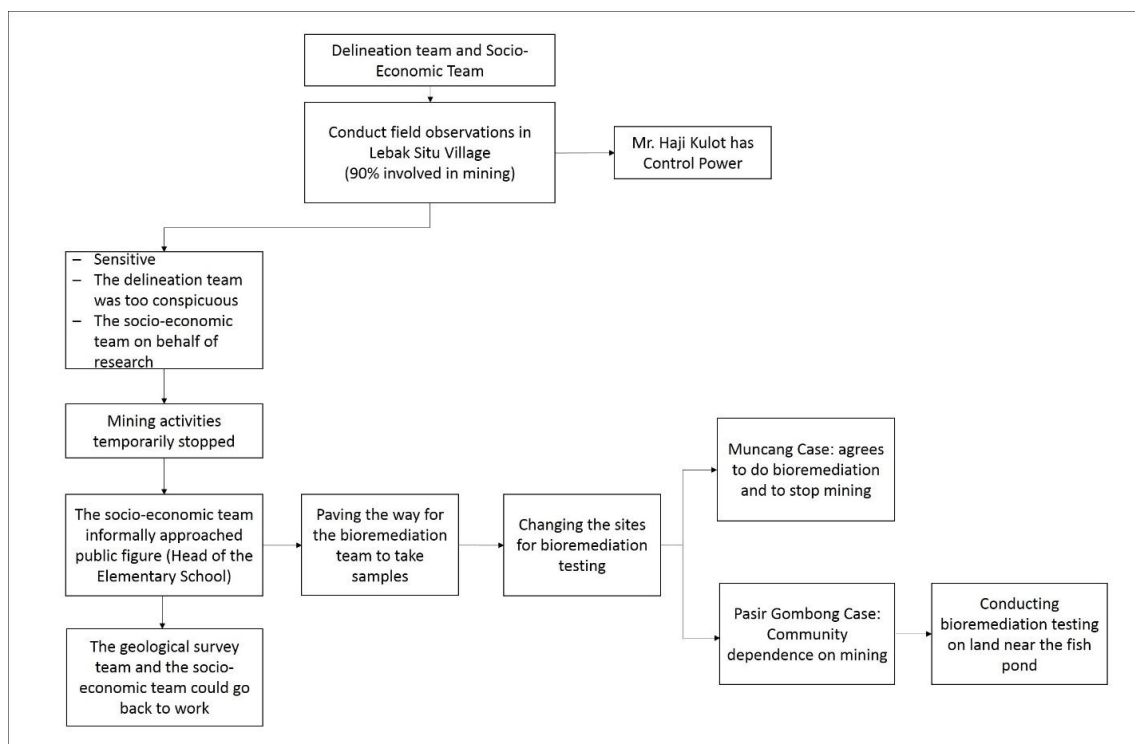 Delineation team and Socio-
Economic Team
Conduct field observations in
Lebak Situ Village
(90% involved in mining)
Mr. Haji Kulot has
Control Power
– Sensitive
– The delineation team
was too conspicuous
– The socio-economic
team on behalf of
research
Mining activities
temporarily stopped
The socio-economic team
informally approached
public figure (Head of the
Elementary School)
Paving the way for
the bioremediation
team to take
samples
Changing the sites
for bioremediation
testing
Muncang Case: agrees
to do bioremediation
and to stop mining
Pasir Gombong Case:
Community
dependence on mining
Conducting
bioremediation testing
on land near the fish
pond
The geological survey
team and the socio-
economic team could go
back to work